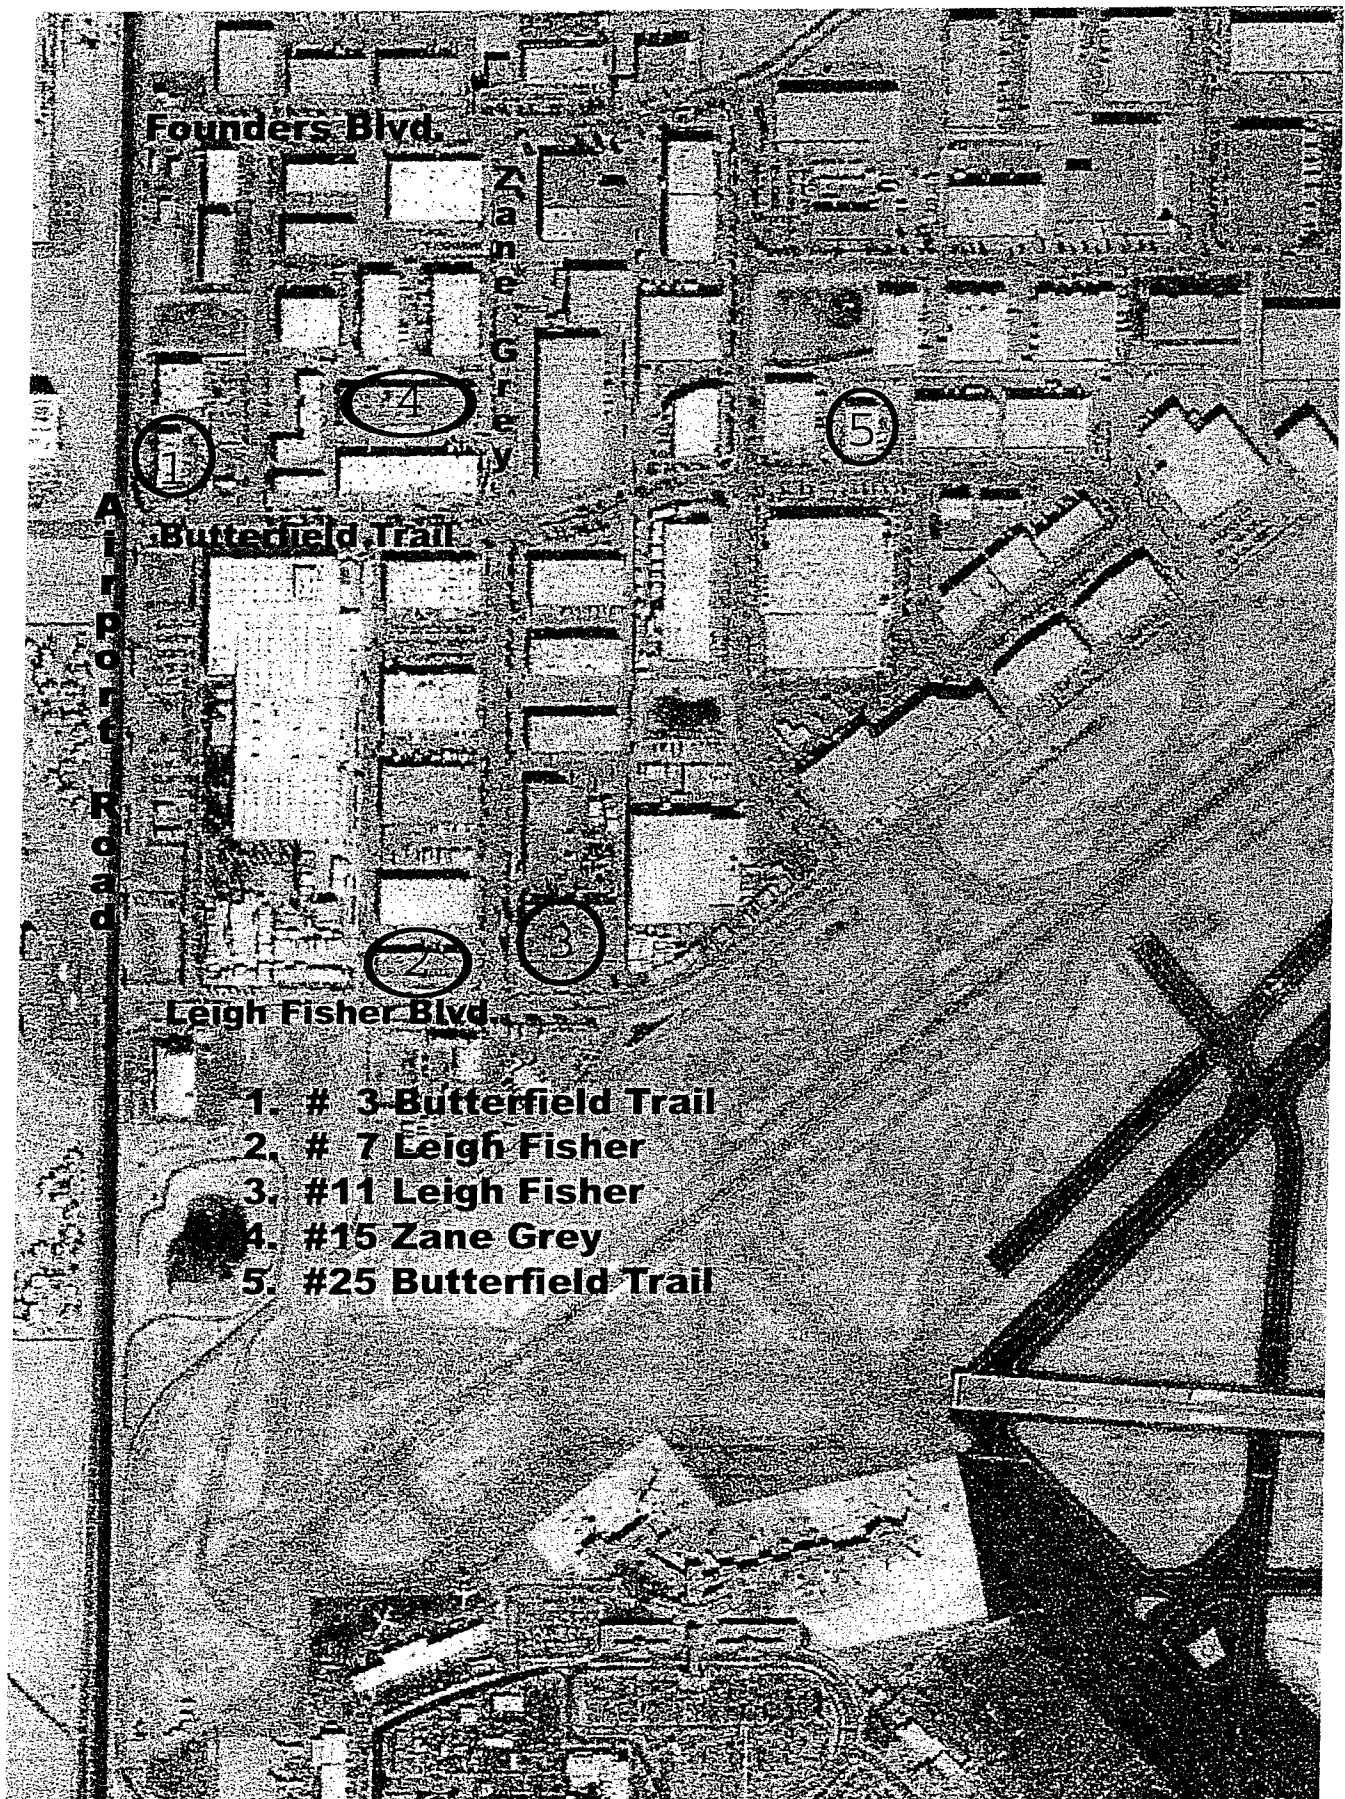 Founders Blvd.
Zane Grey
4
5
1
Airport Road
Butterfield Trail
3
2
Leigh Fisher Blvd.
1. # 3 Butterfield Trail
2. # 7 Leigh Fisher
3. #11 Leigh Fisher
4. #15 Zane Grey
5. #25 Butterfield Trail